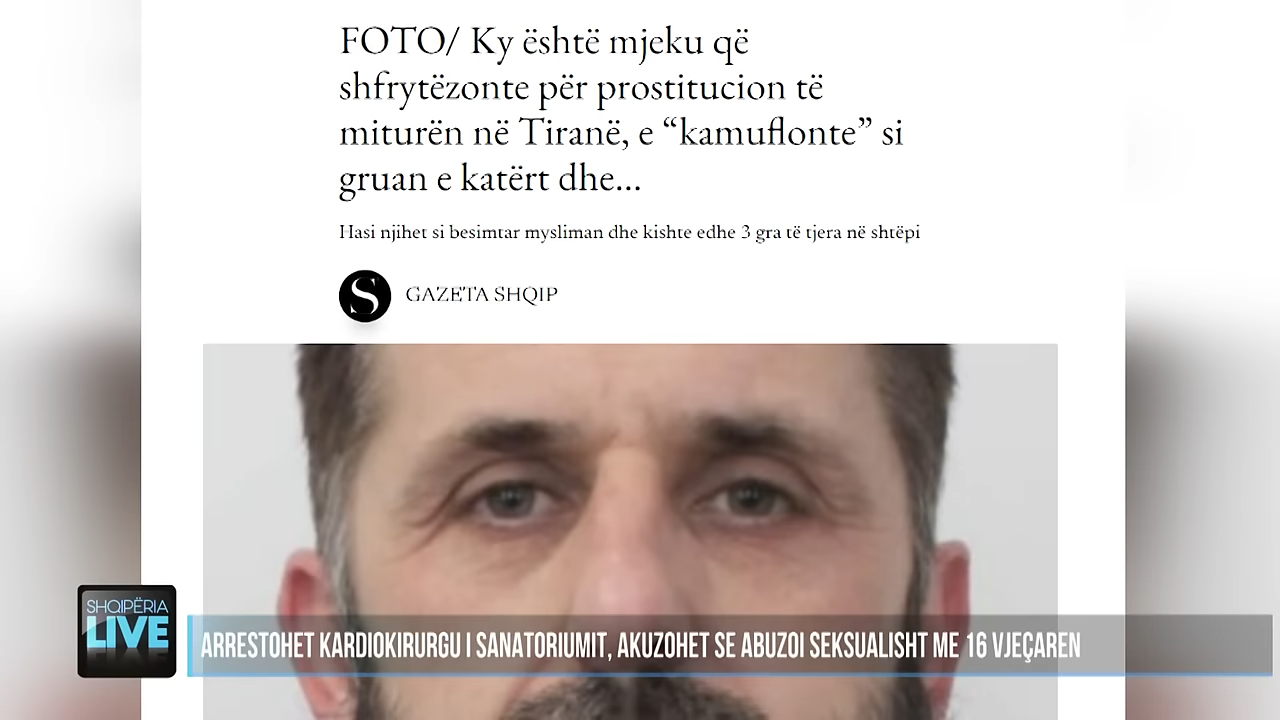 FOTO/ Ky është mjeku që
shfrytëzonte për prostitucion të
miturën në Tiranë, e “kamuflonte” si
gruan e katërt dhe...
Hasi njihet si besimtar mysliman dhe kishte edhe 3 gra të tjera në shtëpi
S
GAZETA SHQIP
SHQIPËRIA
LIVE
ARRESTOHET KARDIOKIRURGU I SANATORIUMIT, AKUZOHET SE ABUZOI SEKSUALISHT ME 16 VJEÇAREN